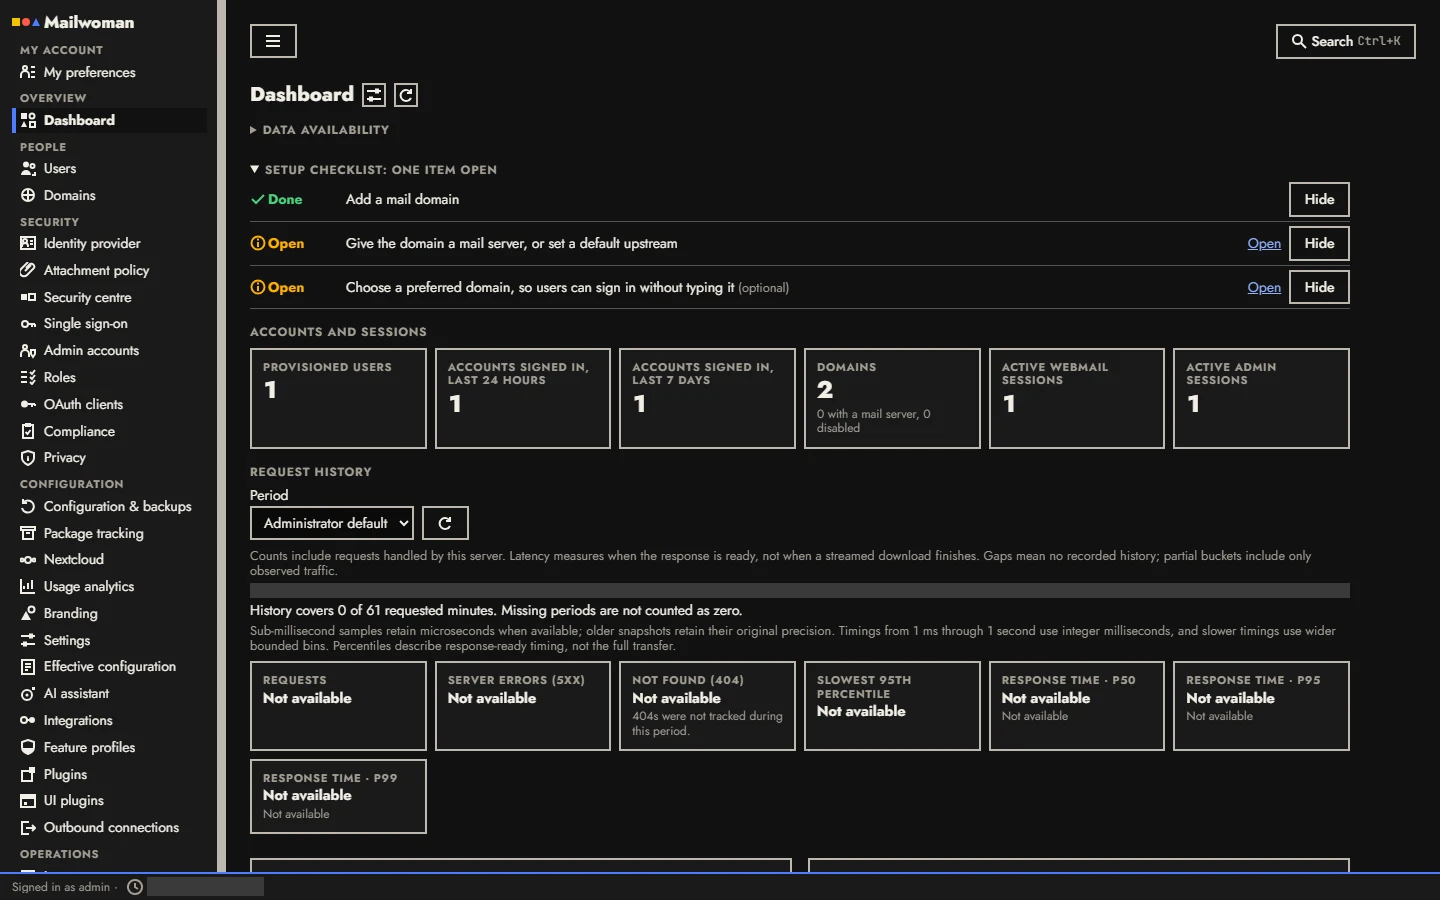 Mailwoman
MY ACCOUNT
My preferences
OVERVIEW
Dashboard
PEOPLE
Users
Domains
SECURITY
Identity provider
Attachment policy
Security centre
Single sign-on
Admin accounts
Roles
OAuth clients
Compliance
Privacy
CONFIGURATION
Configuration & backups
Package tracking
Nextcloud
Usage analytics
Branding
Settings
Effective configuration
AI assistant
Integrations
Feature profiles
Plugins
UI plugins
Outbound connections
OPERATIONS
Search Ctrl+K
Dashboard
DATA AVAILABILITY
SETUP CHECKLIST: ONE ITEM OPEN
Done Add a mail domain Hide
Open Give the domain a mail server, or set a default upstream Open Hide
Open Choose a preferred domain, so users can sign in without typing it (optional) Open Hide
ACCOUNTS AND SESSIONS
PROVISIONED USERS
1
ACCOUNTS SIGNED IN,
LAST 24 HOURS
1
ACCOUNTS SIGNED IN,
LAST 7 DAYS
1
DOMAINS
2
0 with a mail server, 0
disabled
ACTIVE WEBMAIL
SESSIONS
1
ACTIVE ADMIN
SESSIONS
1
REQUEST HISTORY
Period
Administrator default
Counts include requests handled by this server. Latency measures when the response is ready, not when a streamed download finishes. Gaps mean no recorded history; partial buckets include only
observed traffic.
History covers 0 of 61 requested minutes. Missing periods are not counted as zero.
Sub-millisecond samples retain microseconds when available; older snapshots retain their original precision. Timings from 1 ms through 1 second use integer milliseconds, and slower timings use wider
bounded bins. Percentiles describe response-ready timing, not the full transfer.
REQUESTS
Not available
SERVER ERRORS (5XX)
Not available
NOT FOUND (404)
Not available
404s were not tracked during
this period.
SLOWEST 95TH
PERCENTILE
Not available
RESPONSE TIME · P50
Not available
Not available
RESPONSE TIME · P95
Not available
Not available
RESPONSE TIME · P99
Not available
Not available
Signed in as admin ·